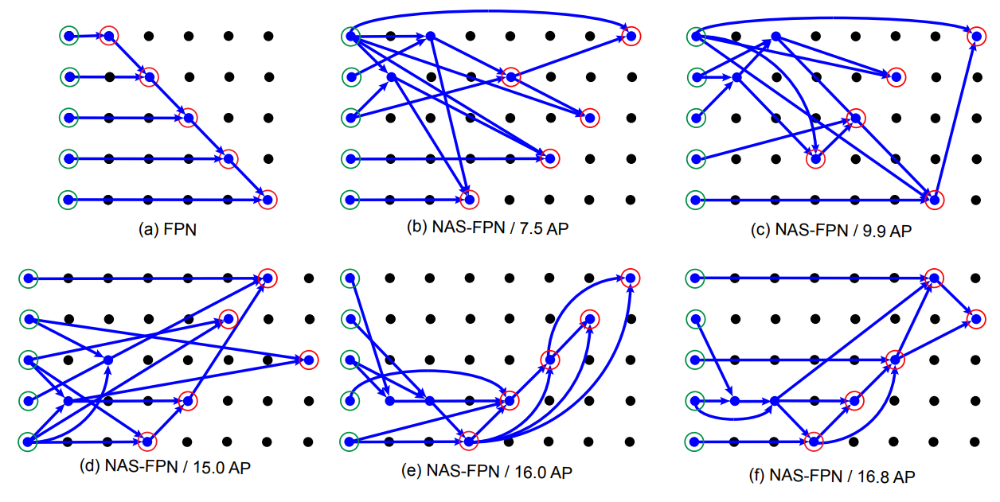 (a) FPN
(b) NAS-FPN / 7.5 AP
(c) NAS-FPN / 9.9 AP
(d) NAS-FPN / 15.0 AP
(e) NAS-FPN / 16.0 AP
(f) NAS-FPN / 16.8 AP